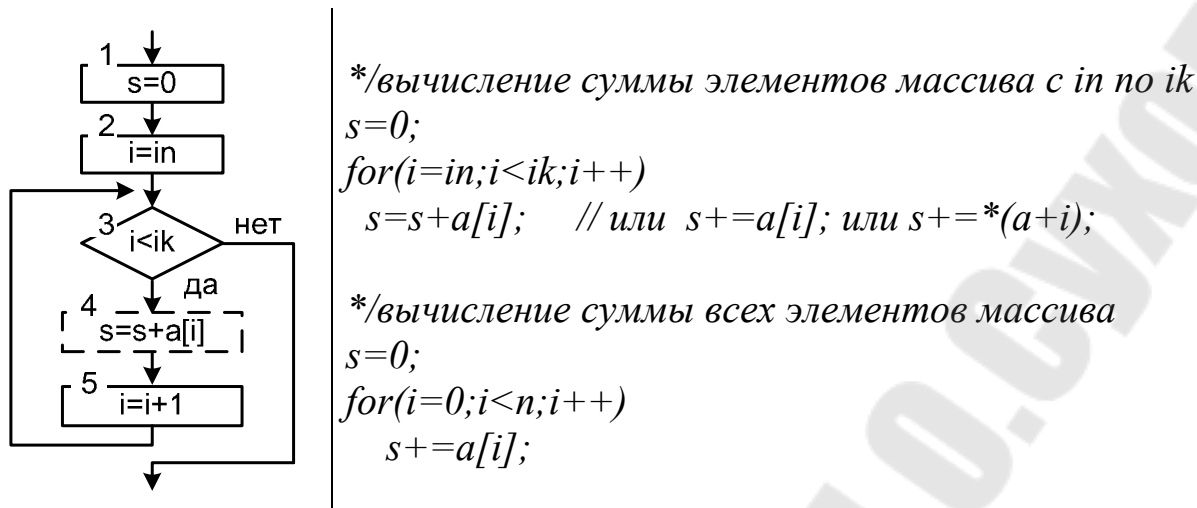 1
s=0
2
i=in
3
i<ik
нет
да
4
s=s+a[i]
5
i=i+1
*/вычисление суммы элементов массива с in по ik
s=0;
for(i=in;i<ik;i++)
s=s+a[i]; // или s+=a[i]; или s+=*(a+i);
*/вычисление суммы всех элементов массива
s=0;
for(i=0;i<n;i++)
s+=a[i];